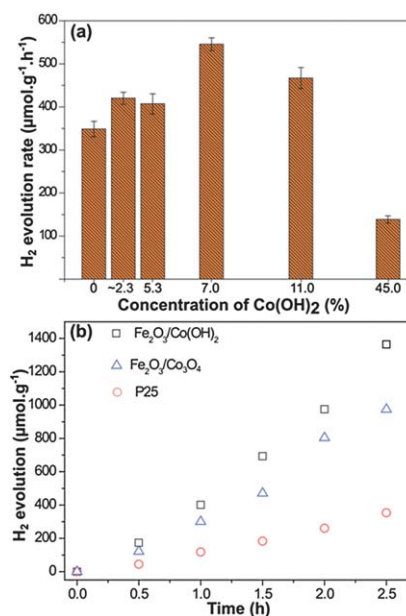 (a)
H2 evolution rate (μmol.g-1.h-1)
600
500
400
300
200
100
0
0 ~2.3 5.3 7.0 11.0 45.0
Concentration of Co(OH)2 (%)
(b)
H2 evolution (μmol.g-1)
1400
1200
1000
800
600
400
200
0
Fe2O3/Co(OH)2
Fe2O3/Co3O4
P25
0.0 0.5 1.0 1.5 2.0 2.5
Time (h)